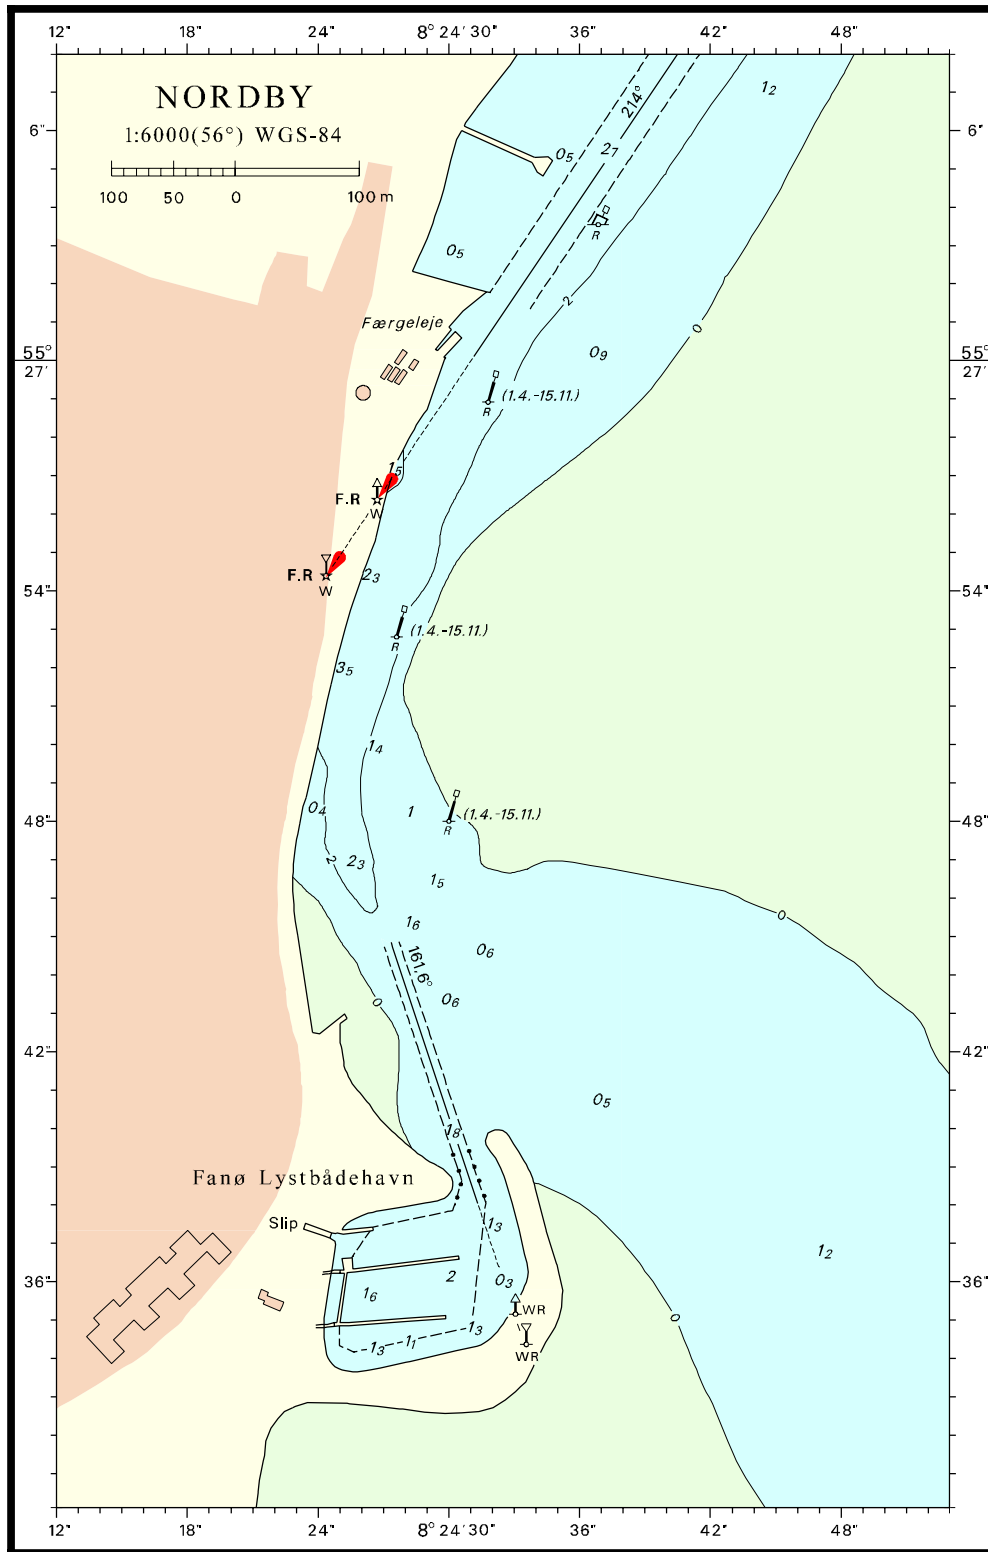 12" 18" 24" 8° 24' 30" 36" 42" 48"
NORDBY
1:6000(56°) WGS-84
100 50 0 100 m
6" 6"
214°
1₂
2₇
0₅
R
0₅
2
0
Færgeleje
0₉
55° 27' 55° 27'
(1.4.-15.11.)
R
1₅
F.R
W
F.R
W
2₃
54" 54"
(1.4.-15.11.)
R
3₅
1₄
0₄
1
(1.4.-15.11.)
R
48" 48"
2
2₃
1₅
1₆
0₆
0
161,6°
0₆
0
42" 42"
0₅
1₈
Fanø Lystbådehavn
Slip
1₃
1₂
36" 36"
2
0₃
1₆
WR
0
1₃
1₁
1₃
WR
12" 18" 24" 8° 24' 30" 36" 42" 48"